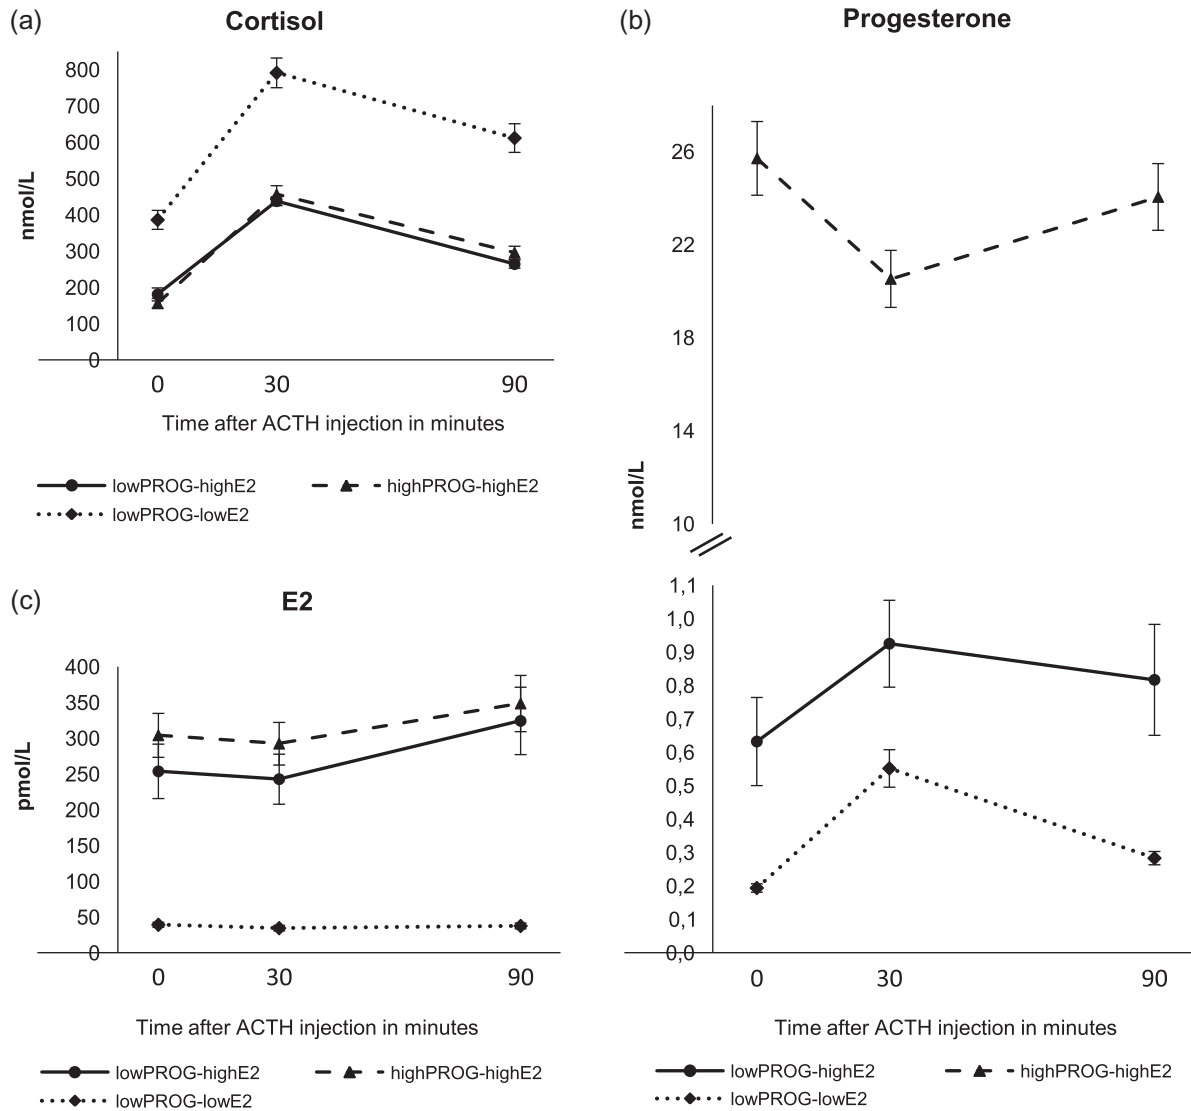 (a)
Cortisol
nmol/L
800
700
600
500
400
300
200
100
0
0 30 90
Time after ACTH injection in minutes
lowPROG-highE2 highPROG-highE2
lowPROG-lowE2
(b)
Progesterone
nmol/L
26
22
18
14
10
1,1
1,0
0,9
0,8
0,7
0,6
0,5
0,4
0,3
0,2
0,1
0,0
0 30 90
Time after ACTH injection in minutes
lowPROG-highE2 highPROG-highE2
lowPROG-lowE2
(c)
E2
pmol/L
400
350
300
250
200
150
100
50
0
0 30 90
Time after ACTH injection in minutes
lowPROG-highE2 highPROG-highE2
lowPROG-lowE2